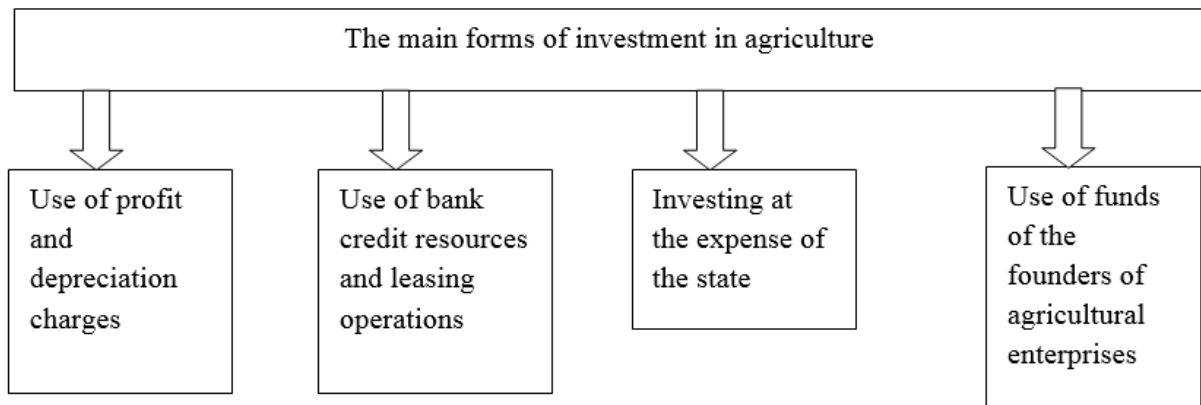 The main forms of investment in agriculture
Use of profit
and
depreciation
charges
Use of bank
credit resources
and leasing
operations
Investing at
the expense of
the state
Use of funds
of the
founders of
agricultural
enterprises